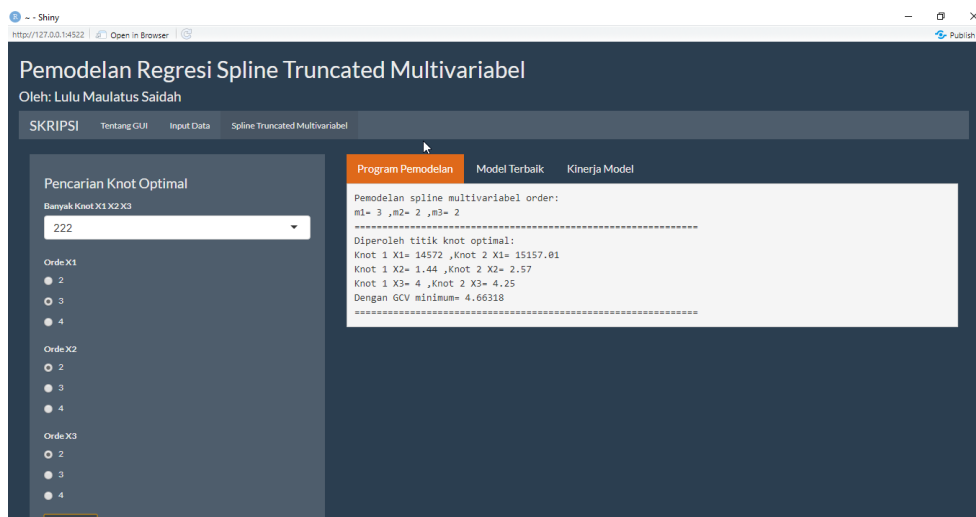 ~ - Shiny
http://127.0.0.1:4522 Open in Browser Publish
Pemodelan Regresi Spline Truncated Multivariabel
Oleh: Lulu Maulatus Saidah
SKRIPSI Tentang GUI Input Data Spline Truncated Multivariabel
Pencarian Knot Optimal
Banyak Knot X1 X2 X3
222
Orde X1
2
3
4
Orde X2
2
3
4
Orde X3
2
3
4
Program Pemodelan Model Terbaik Kinerja Model
Pemodelan spline multivariabel order:
m1= 3 ,m2= 2 ,m3= 2
==============================================================
Diperoleh titik knot optimal:
Knot 1 X1= 14572 ,Knot 2 X1= 15157.01
Knot 1 X2= 1.44 ,Knot 2 X2= 2.57
Knot 1 X3= 4 ,Knot 2 X3= 4.25
Dengan GCV minimum= 4.66318
==============================================================